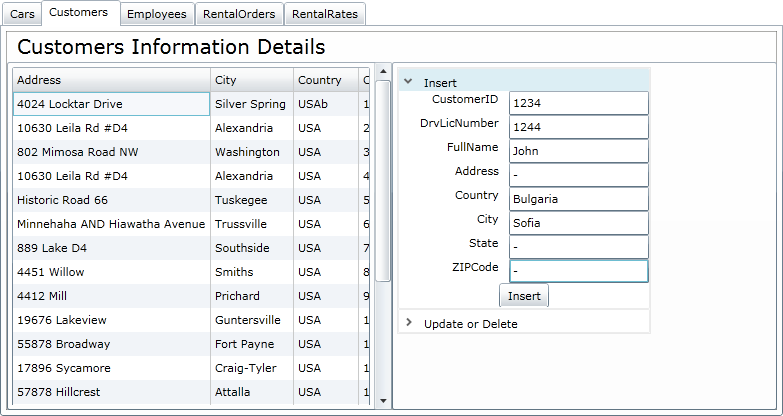 Cars Customers Employees RentalOrders RentalRates
Customers Information Details
Address City Country C
4024 Locktar Drive Silver Spring USAb 1
10630 Leila Rd #D4 Alexandria USA 2
802 Mimosa Road NW Washington USA 3
10630 Leila Rd #D4 Alexandria USA 4
Historic Road 66 Tuskegee USA 5
Minnehaha AND Hiawatha Avenue Trussville USA 6
889 Lake D4 Southside USA 7
4451 Willow Smiths USA 8
4412 Mill Prichard USA 9
19676 Lakeview Guntersville USA 1
55878 Broadway Fort Payne USA 1
17896 Sycamore Craig-Tyler USA 1
57878 Hillcrest Attalla USA 1
Insert
CustomerID 1234
DrvLicNumber 1244
FullName John
Address -
Country Bulgaria
City Sofia
State -
ZIPCode -
Insert
Update or Delete